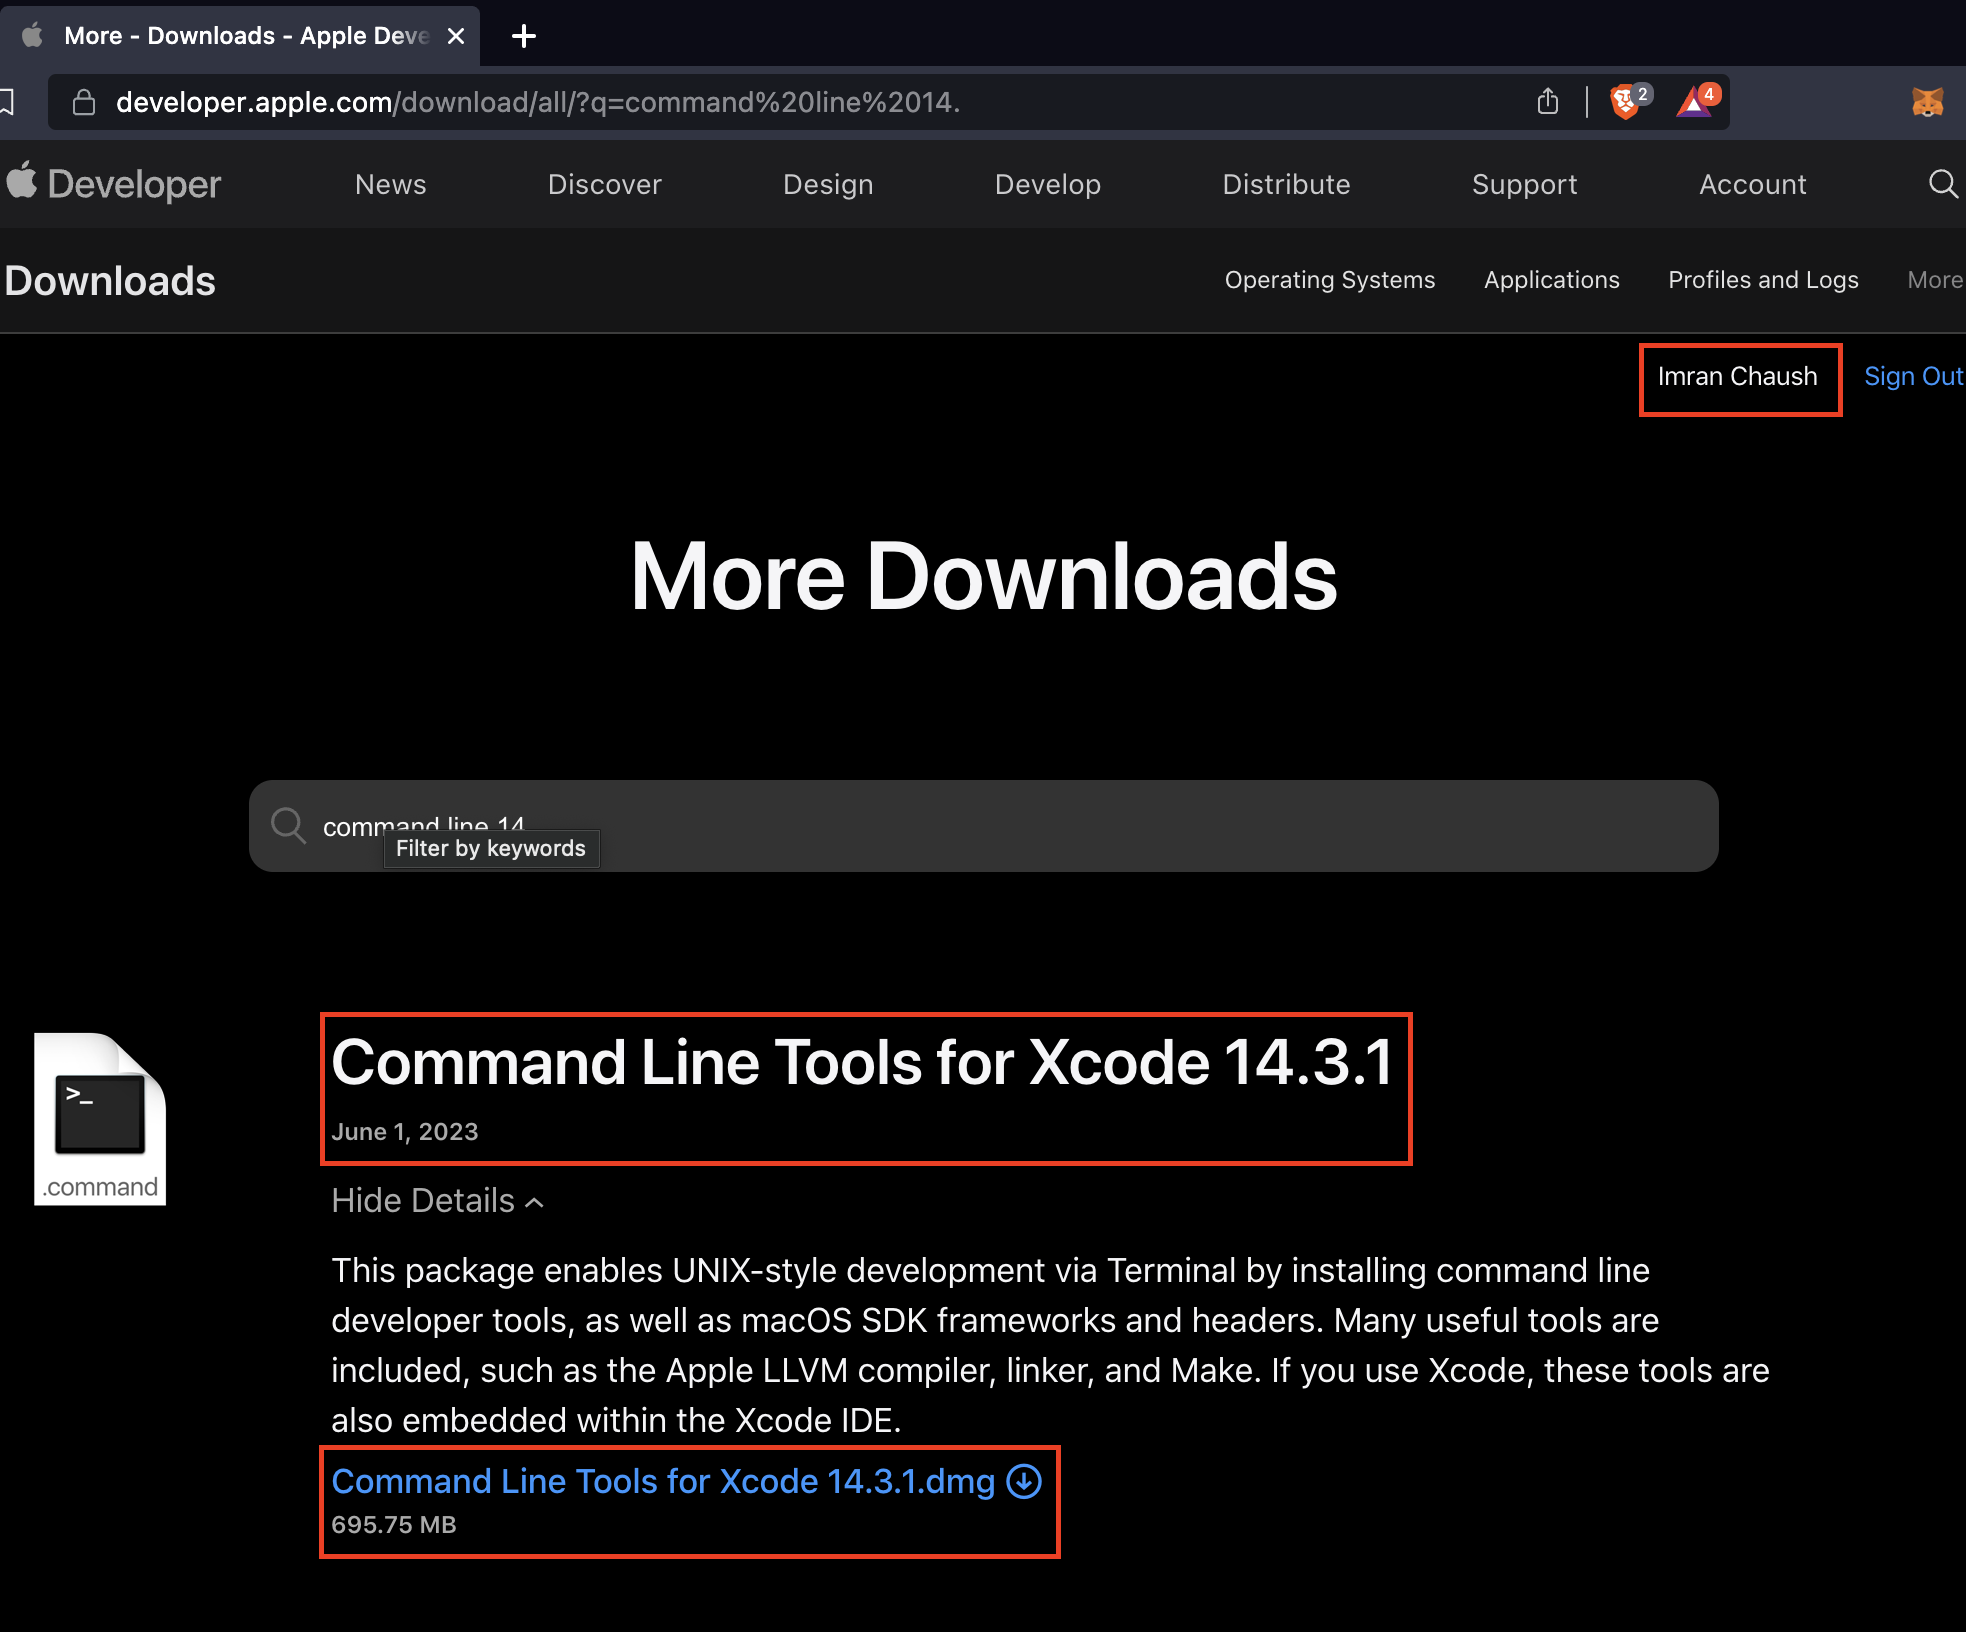 More - Downloads - Apple Deve
developer.apple.com/download/all/?q=command%20line%2014.
2
4
Developer
News
Discover
Design
Develop
Distribute
Support
Account
Downloads
Operating Systems
Applications
Profiles and Logs
More
Imran Chaush
Sign Out
More Downloads
command line 14
Filter by keywords
Command Line Tools for Xcode 14.3.1
June 1, 2023
>_
.command
Hide Details
This package enables UNIX-style development via Terminal by installing command line
developer tools, as well as macOS SDK frameworks and headers. Many useful tools are
included, such as the Apple LLVM compiler, linker, and Make. If you use Xcode, these tools are
also embedded within the Xcode IDE.
Command Line Tools for Xcode 14.3.1.dmg
695.75 MB